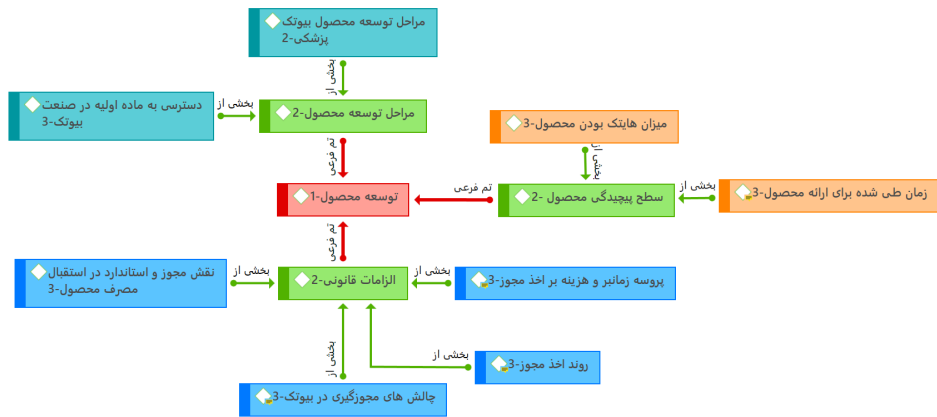 مراحل توسعه محصول بیوتک
پزشکی-2
بخشی از
دسترسی به ماده اولیه در صنعت
بیوتک-3
بخشی از
مراحل توسعه محصول-2
میزان هایتک بودن محصول-3
تم فرعی
بخشی از
توسعه محصول-1
تم فرعی
سطح پیچیدگی محصول -2
بخشی از
زمان طی شده برای ارائه محصول-3
تم فرعی
نقش مجوز و استاندارد در استقبال
مصرف محصول-3
بخشی از
الزامات قانونی-2
بخشی از
پروسه زمانبر و هزینه بر اخذ مجوز-3
بخشی از
بخشی از
روند اخذ مجوز-3
چالش های مجوزگیری در بیوتک-3